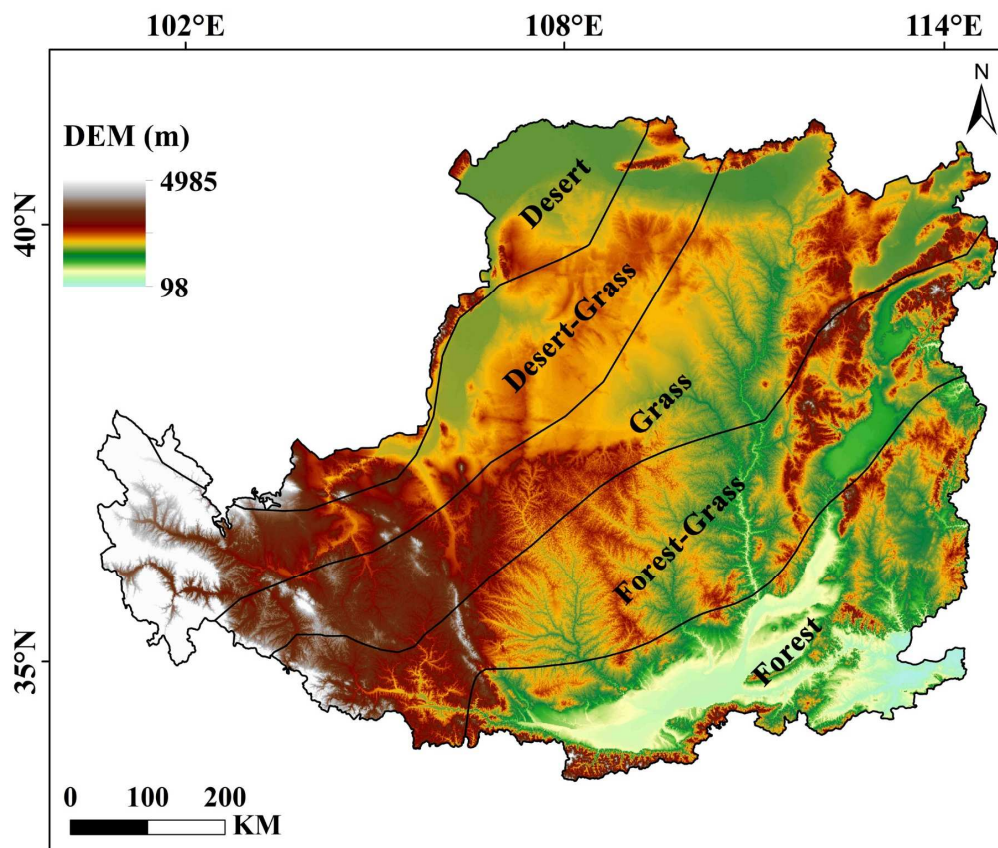 102°E
108°E
114°E
N
DEM (m)
4985
98
40°N
35°N
Desert
Desert-Grass
Grass
Forest-Grass
Forest
0
100
200
KM